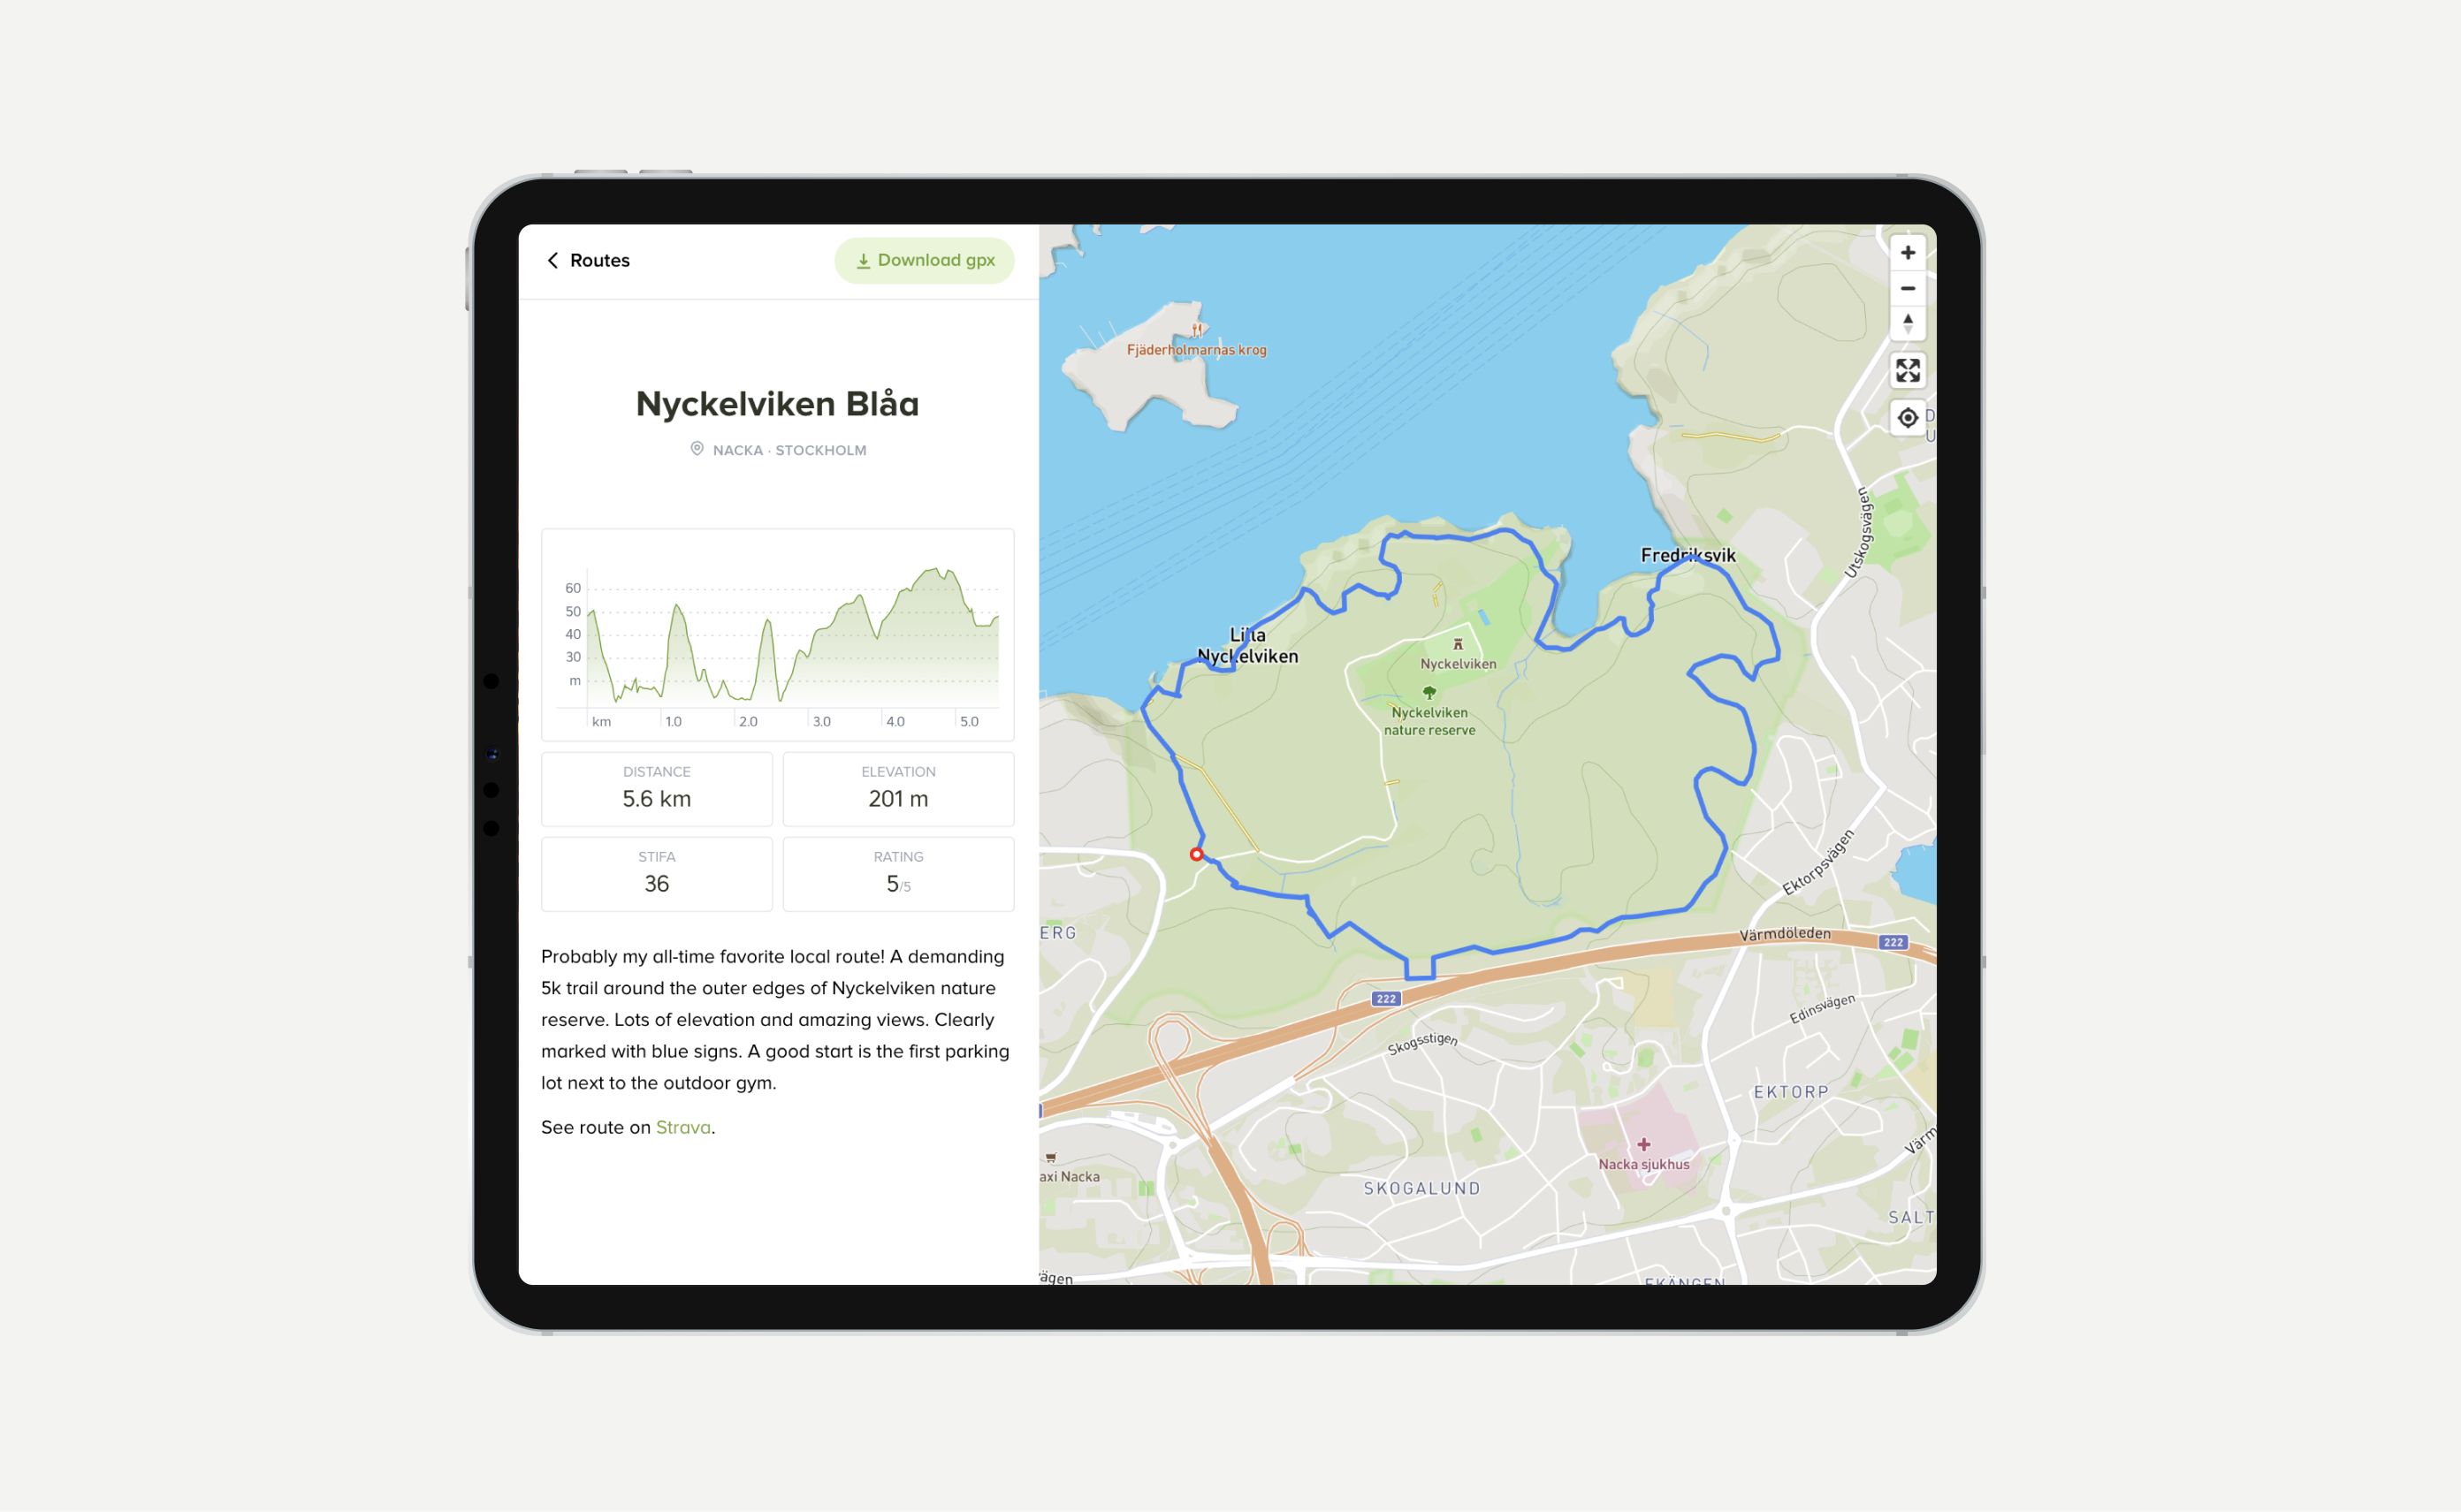 Routes
Download gpx
Nyckelviken Blåa
NACKA · STOCKHOLM
60
50
40
30
m
km
1.0
2.0
3.0
4.0
5.0
DISTANCE
5.6 km
ELEVATION
201 m
STIFA
36
RATING
5/5
Probably my all-time favorite local route! A demanding
5k trail around the outer edges of Nyckelviken nature
reserve. Lots of elevation and amazing views. Clearly
marked with blue signs. A good start is the first parking
lot next to the outdoor gym.
See route on Strava.
Fjäderholmarnas krog
D
U
Utskogsvägen
Fredriksvik
Lilla
Nyckelviken
Nyckelviken
Nyckelviken
nature reserve
Ektorpsvägen
ERG
Värmdöleden
222
222
Edinsvägen
Skogsstigen
EKTORP
Värm
Nacka sjukhus
axi Nacka
SKOGALUND
SALT
vägen
EKÄNGEN